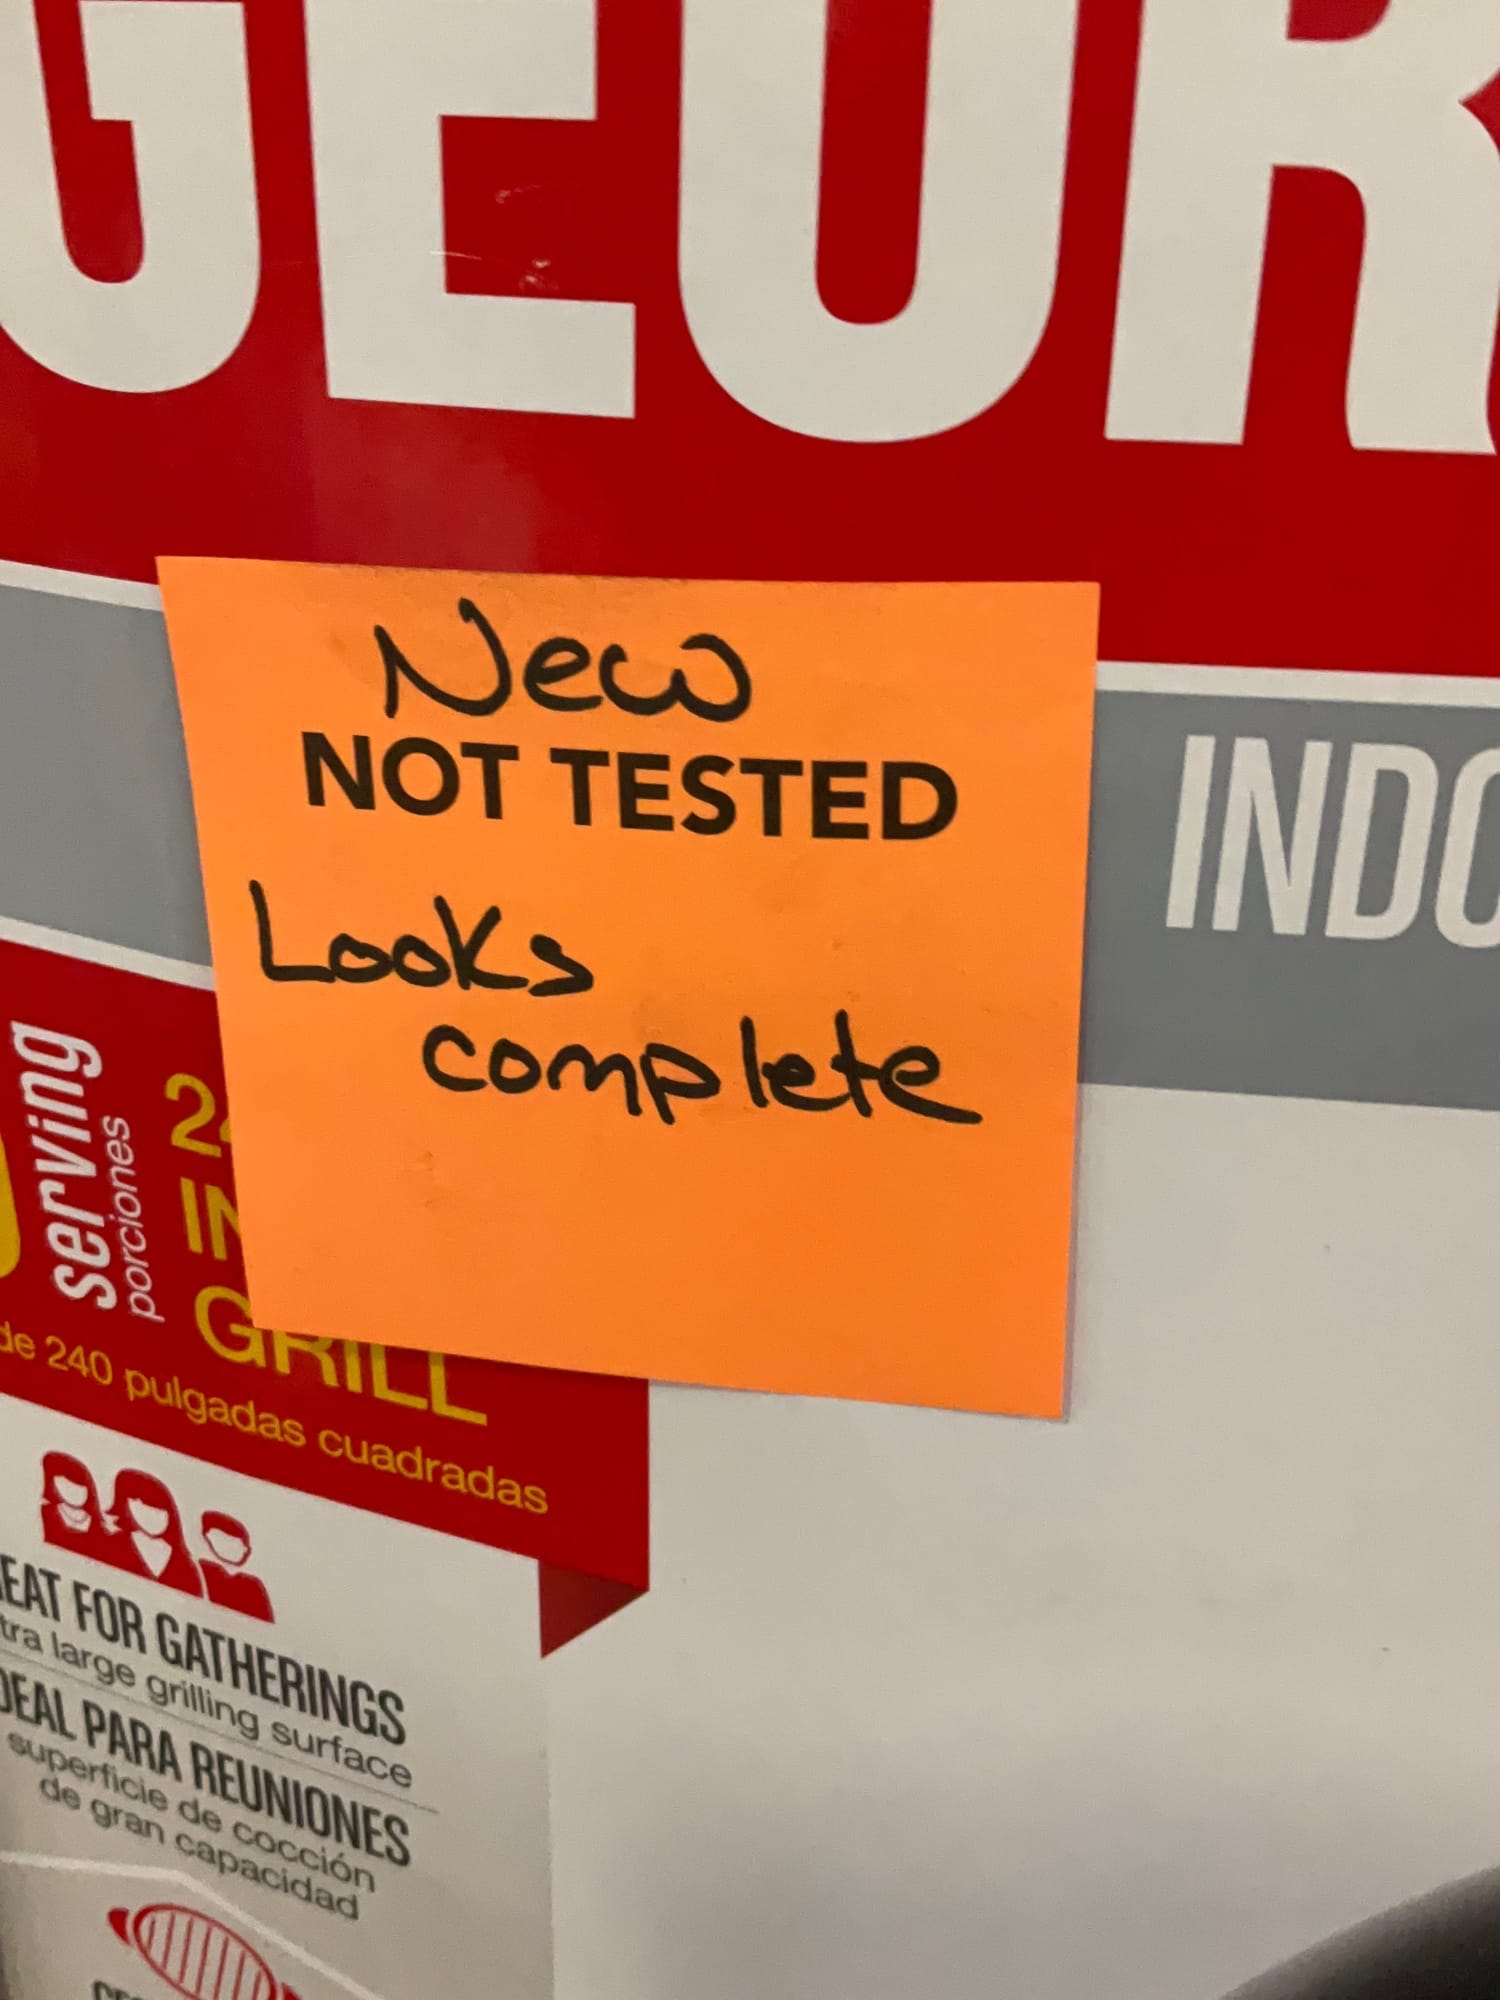 GEOR
New
NOT TESTED
Looks
complete
INDO
serving
porciones
GRILL
de 240 pulgadas cuadradas
EAT FOR GATHERINGS
tra large grilling surface
DEAL PARA REUNIONES
superficie de cocción
de gran capacidad